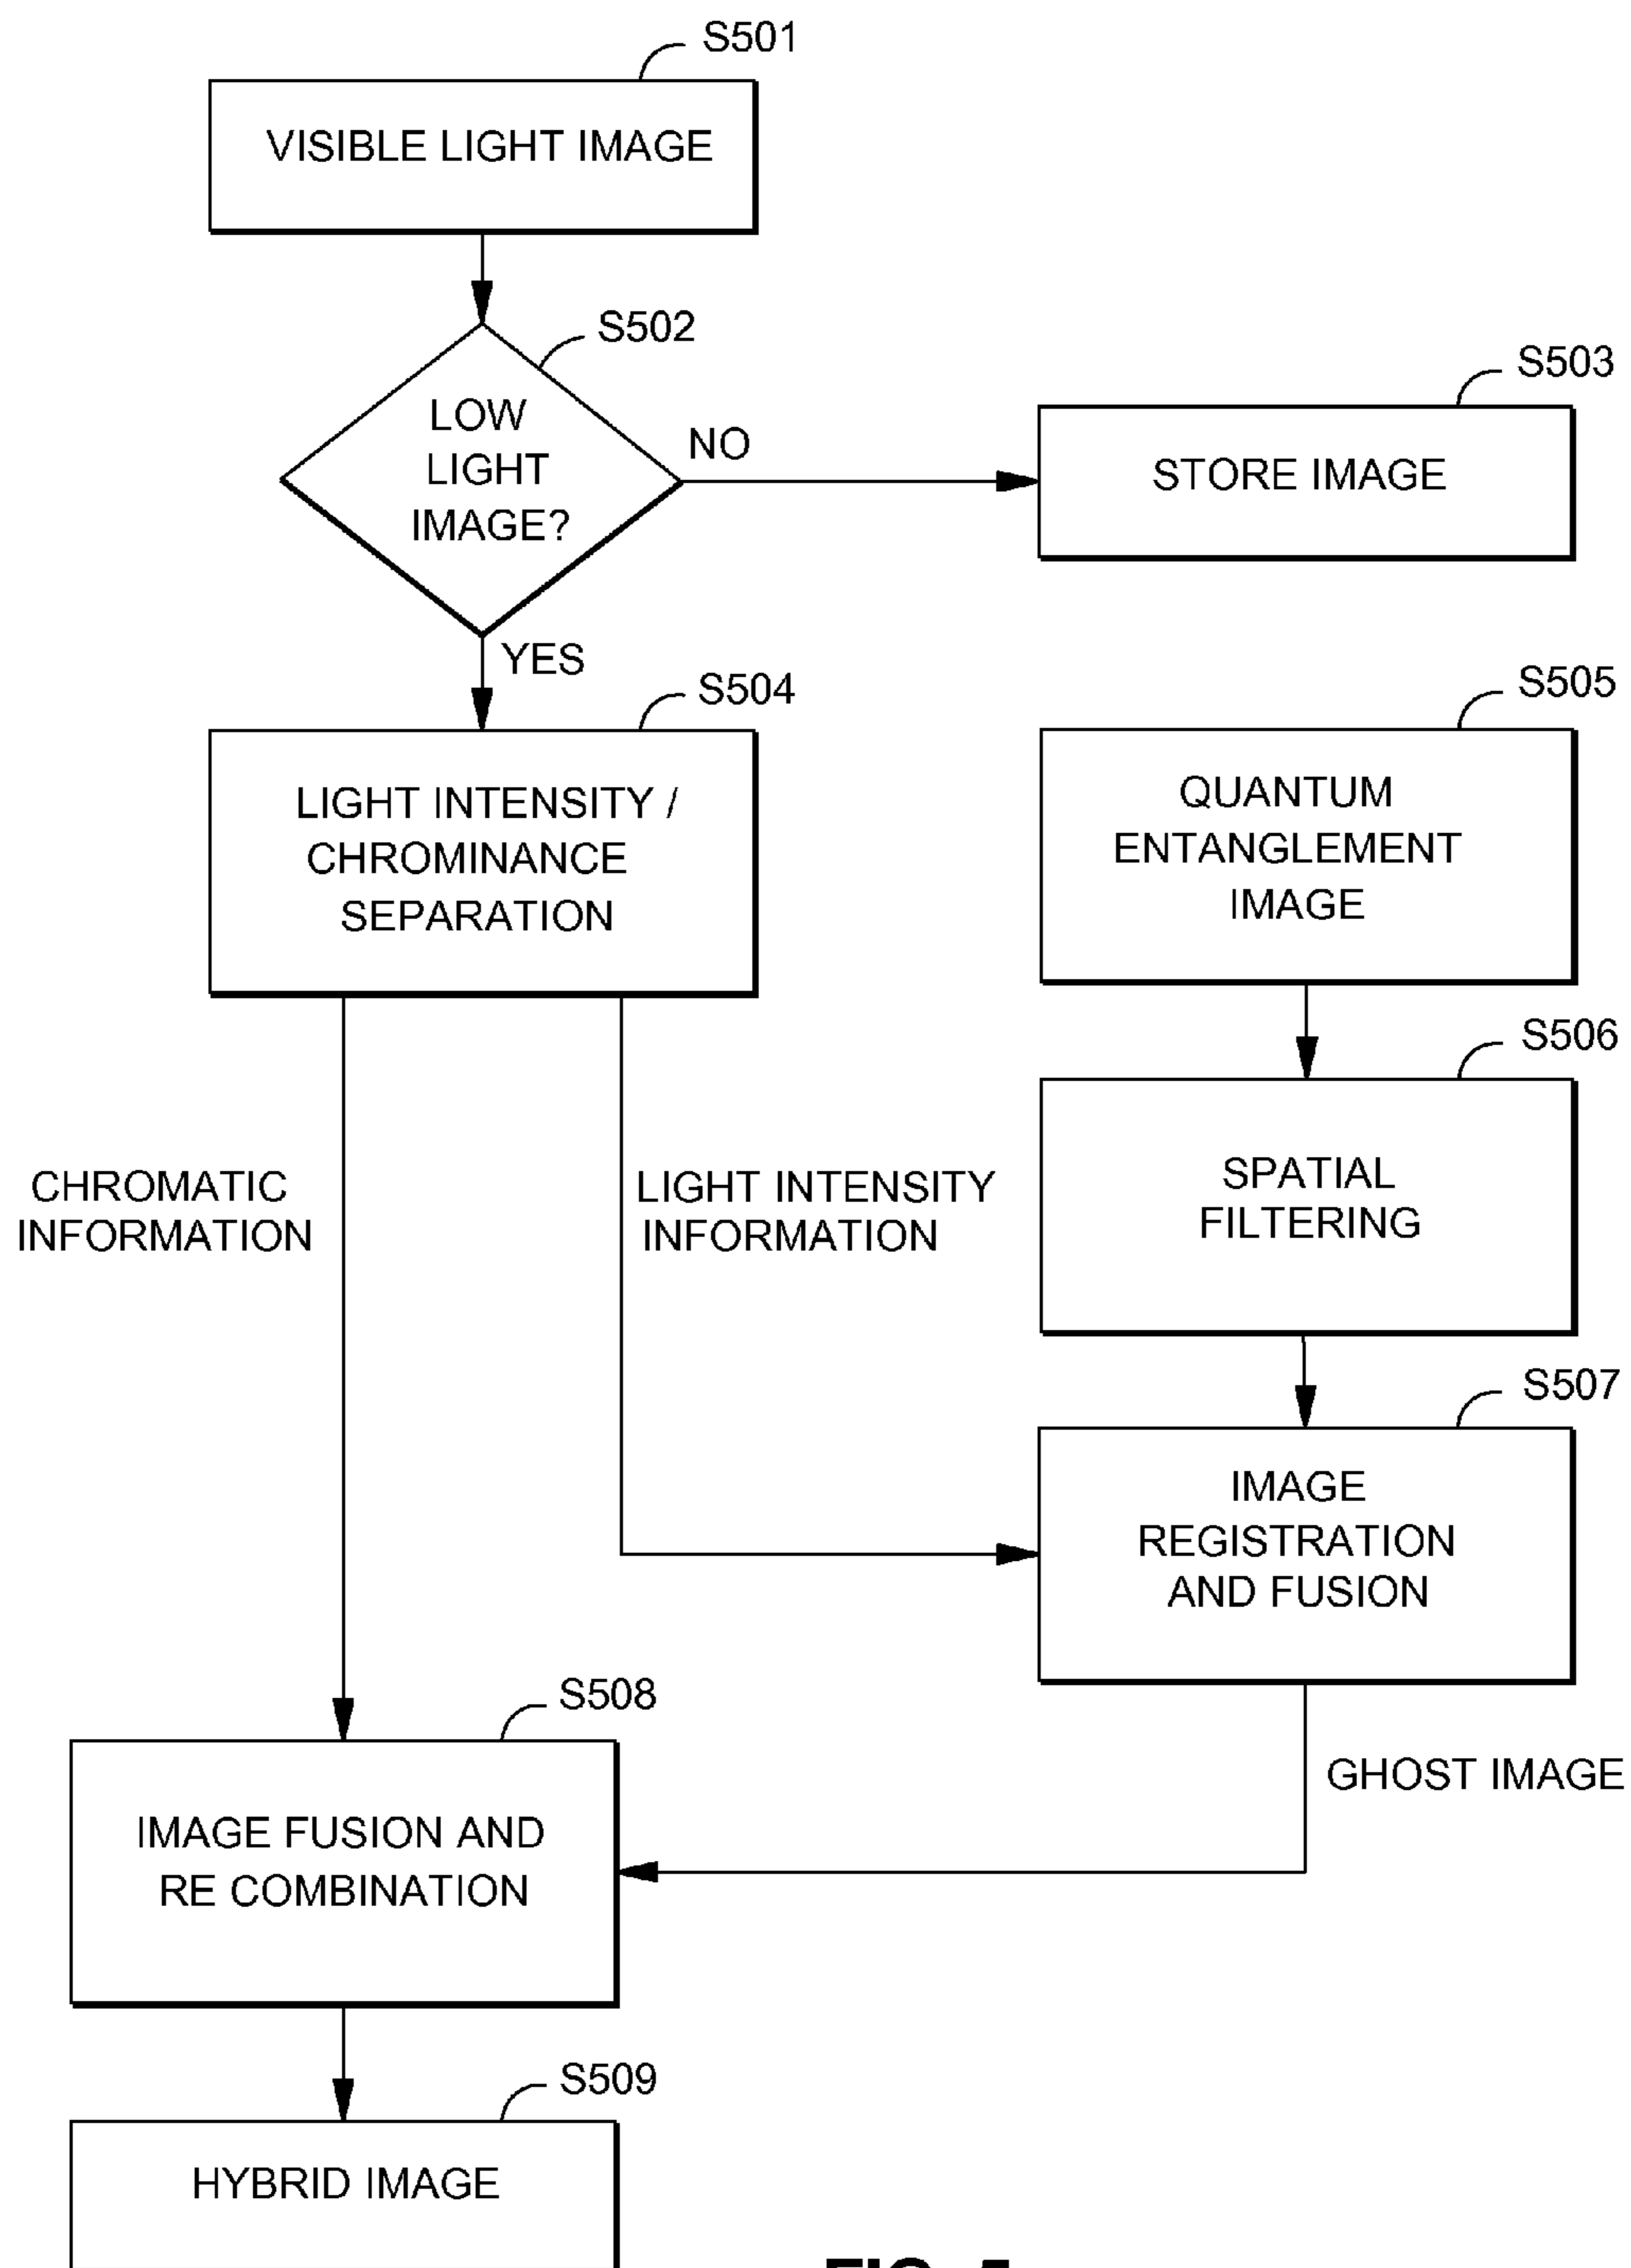 S501
VISIBLE LIGHT IMAGE
S502
LOW
LIGHT
IMAGE?
NO
S503
STORE IMAGE
YES
S504
LIGHT INTENSITY /
CHROMINANCE
SEPARATION
S505
QUANTUM
ENTANGLEMENT
IMAGE
S506
SPATIAL
FILTERING
CHROMATIC
INFORMATION
LIGHT INTENSITY
INFORMATION
S507
IMAGE
REGISTRATION
AND FUSION
GHOST IMAGE
S508
IMAGE FUSION AND
RE COMBINATION
S509
HYBRID IMAGE